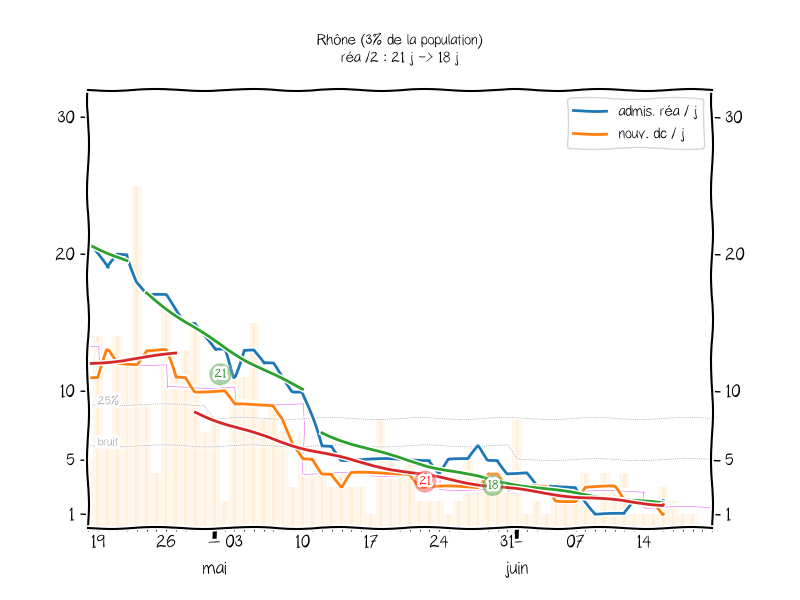 Rhône (3% de la population)
réa /2 : 21 j -> 18 j
admis. réa / j
nouv. dc / j
30
30
20
20
21
10
10
25%
bruit
5
5
21
18
1
1
19 26 03 10 17 24 31 07 14
mai juin